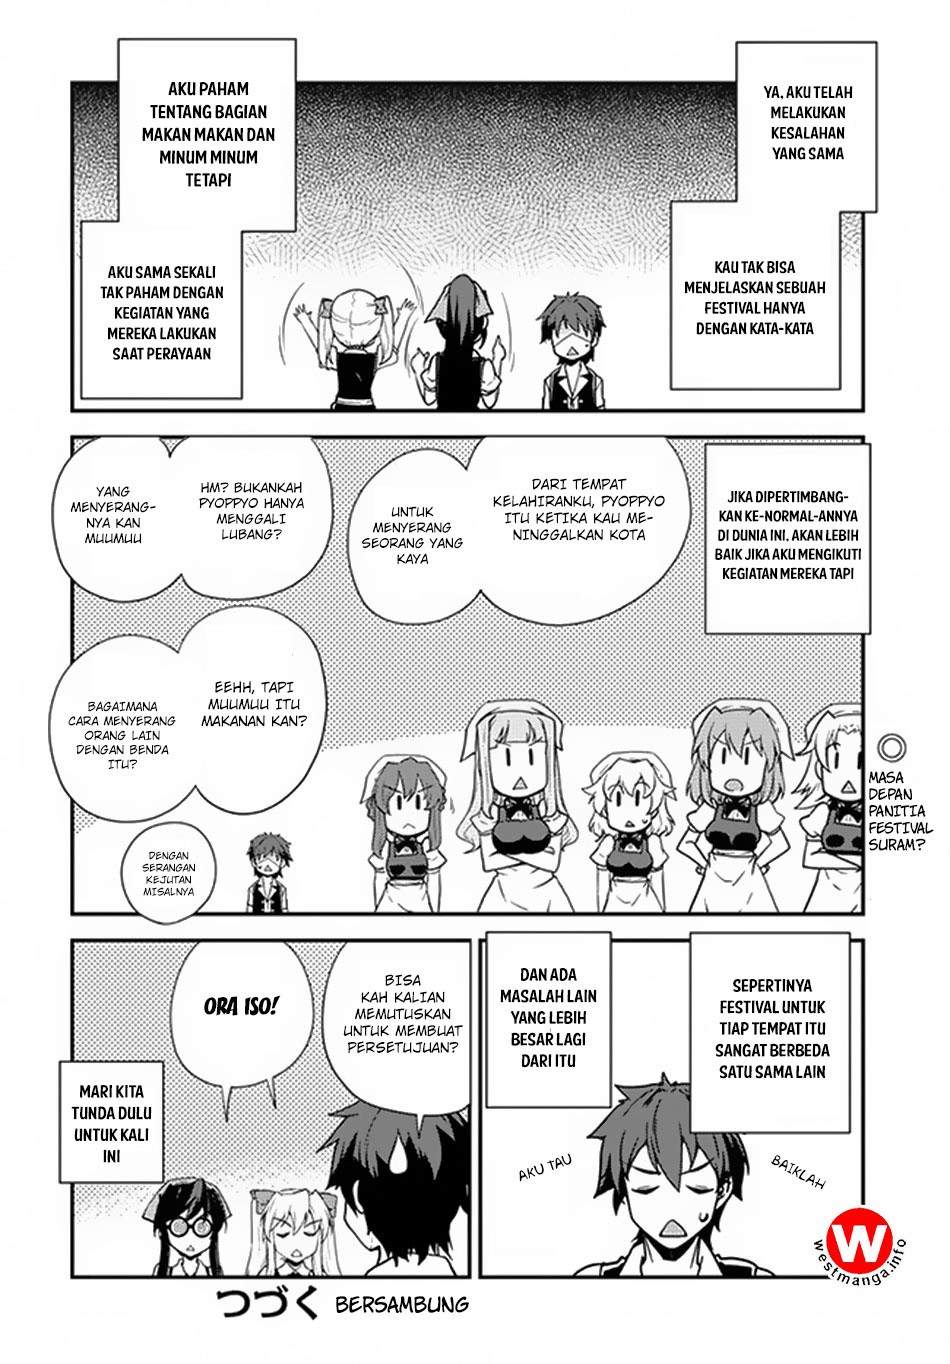 YA, AKU TELAH
MELAKUKAN
KESALAHAN
YANG SAMA
KAU TAK BISA
MENJELASKAN SEBUAH
FESTIVAL HANYA
DENGAN KATA-KATA
AKU PAHAM
TENTANG BAGIAN
MAKAN MAKAN DAN
MINUM MINUM
TETAPI
AKU SAMA SEKALI
TAK PAHAM DENGAN
KEGIATAN YANG
MEREKA LAKUKAN
SAAT PERAYAAN
JIKA DIPERTIMBANG-
KAN KE-NORMAL-ANNYA
DI DUNIA INI, AKAN LEBIH
BAIK JIKA AKU MENGIKUTI
KEGIATAN MEREKA TAPI
DARI TEMPAT
KELAHIRANKU, PYOPPYO
ITU KETIKA KAU ME-
NINGGALKAN KOTA
UNTUK
MENYERANG
SEORANG YANG
KAYA
HM? BUKANKAH
PYOPPYO HANYA
MENGGALI
LUBANG?
YANG
MENYERANG-
NYA KAN
MUUMUU
EEHH, TAPI
MUUMUU ITU
MAKANAN KAN?
BAGAIMANA
CARA MENYERANG
ORANG LAIN
DENGAN BENDA
ITU?
DENGAN
SERANGAN
KEJUTAN
MISALNYA
◎
MASA
DEPAN
PANITIA
FESTIVAL
SURAM?
SEPERTINYA
FESTIVAL UNTUK
TIAP TEMPAT ITU
SANGAT BERBEDA
SATU SAMA LAIN
DAN ADA
MASALAH LAIN
YANG LEBIH
BESAR LAGI
DARI ITU
BAIKLAH
AKU TAU
BISA
KAH KALIAN
MEMUTUSKAN
UNTUK MEMBUAT
PERSETUJUAN?
ORA ISO!
MARI KITA
TUNDA DULU
UNTUK KALI
INI
つづく BERSAMBUNG
W
westmanga.info